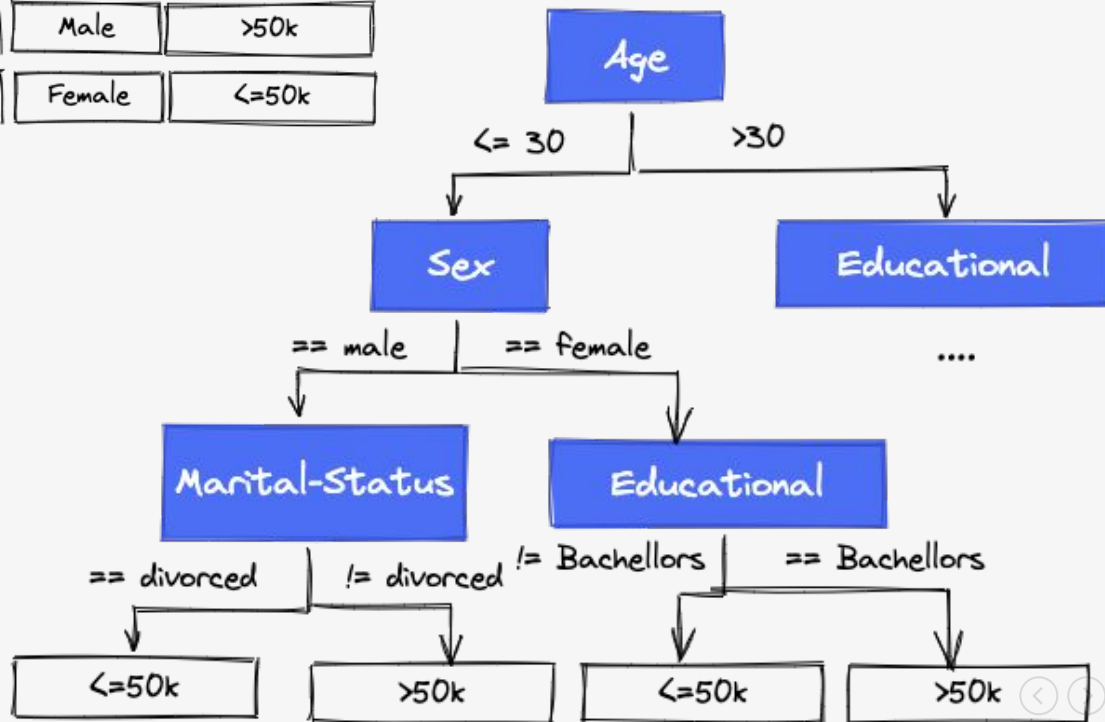 Male >50k
Female <=50k
Age
<= 30 >30
Sex Educational
== male == female
....
Marital-Status Educational
== divorced != divorced != Bachellors == Bachellors
<=50k >50k <=50k >50k